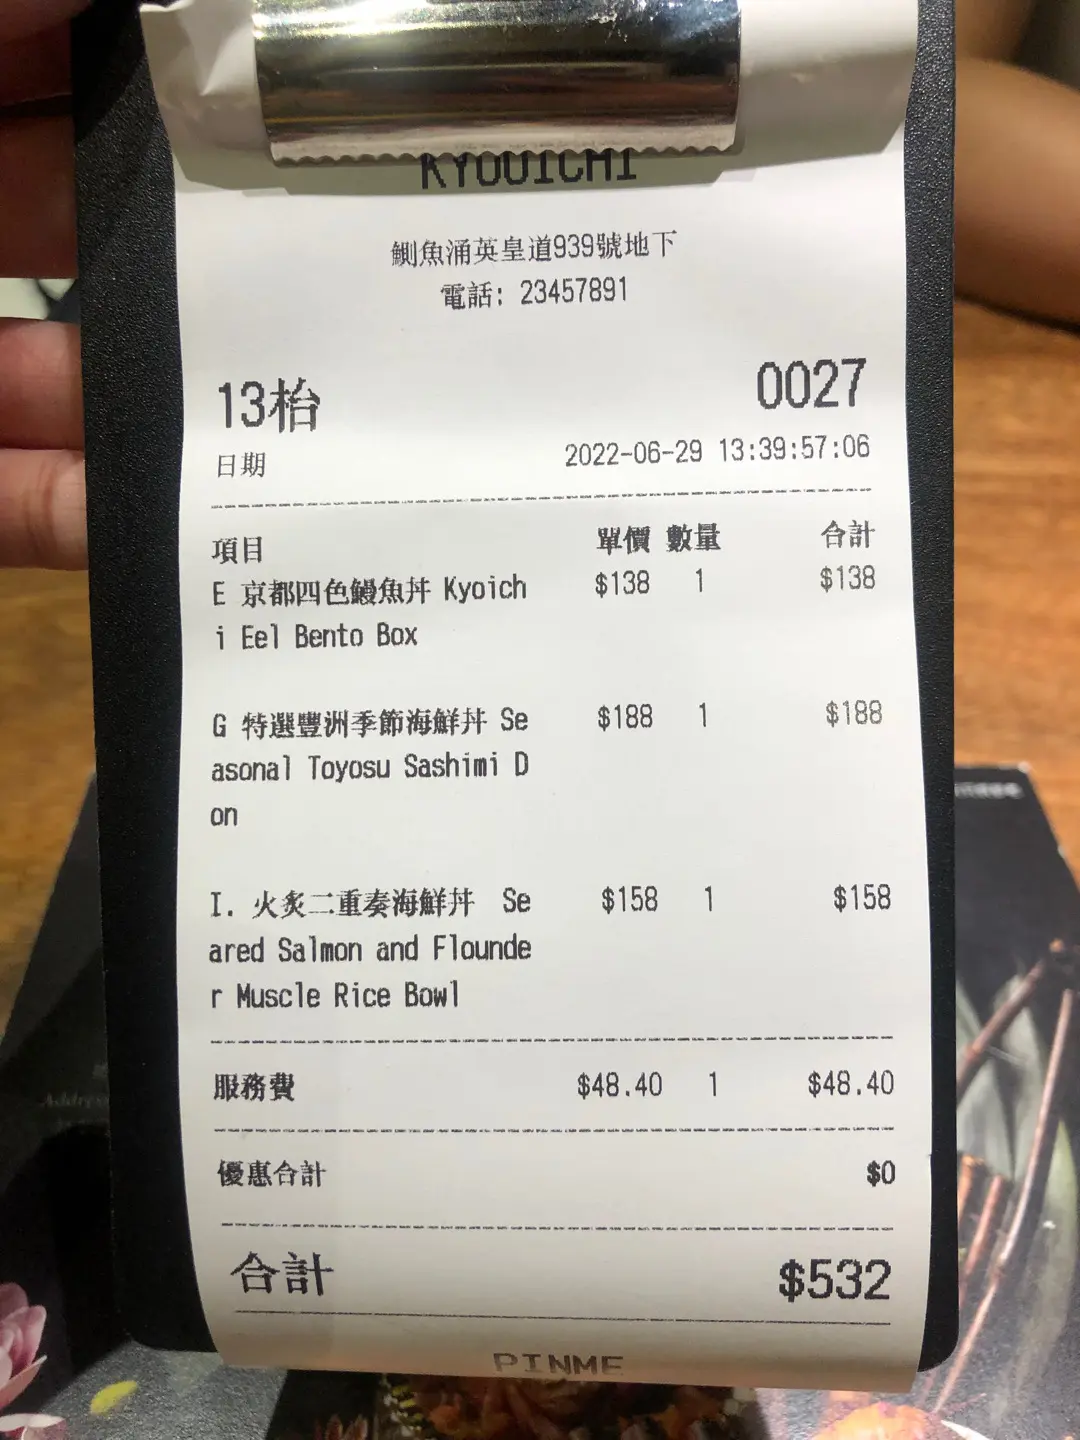 KYOUICHI
鰂魚涌英皇道939號地下
電話: 23457891
13枱 0027
日期 2022-06-29 13:39:57:06
項目 單價 數量 合計
E 京都四色鰻魚丼 Kyoich $138 1 $138
i Eel Bento Box
G 特選豐洲季節海鮮丼 Se $188 1 $188
asonal Toyosu Sashimi D
on
I. 火炙二重奏海鮮丼 Se $158 1 $158
ared Salmon and Flounde
r Muscle Rice Bowl
服務費 $48.40 1 $48.40
優惠合計 $0
合計 $532
PINME